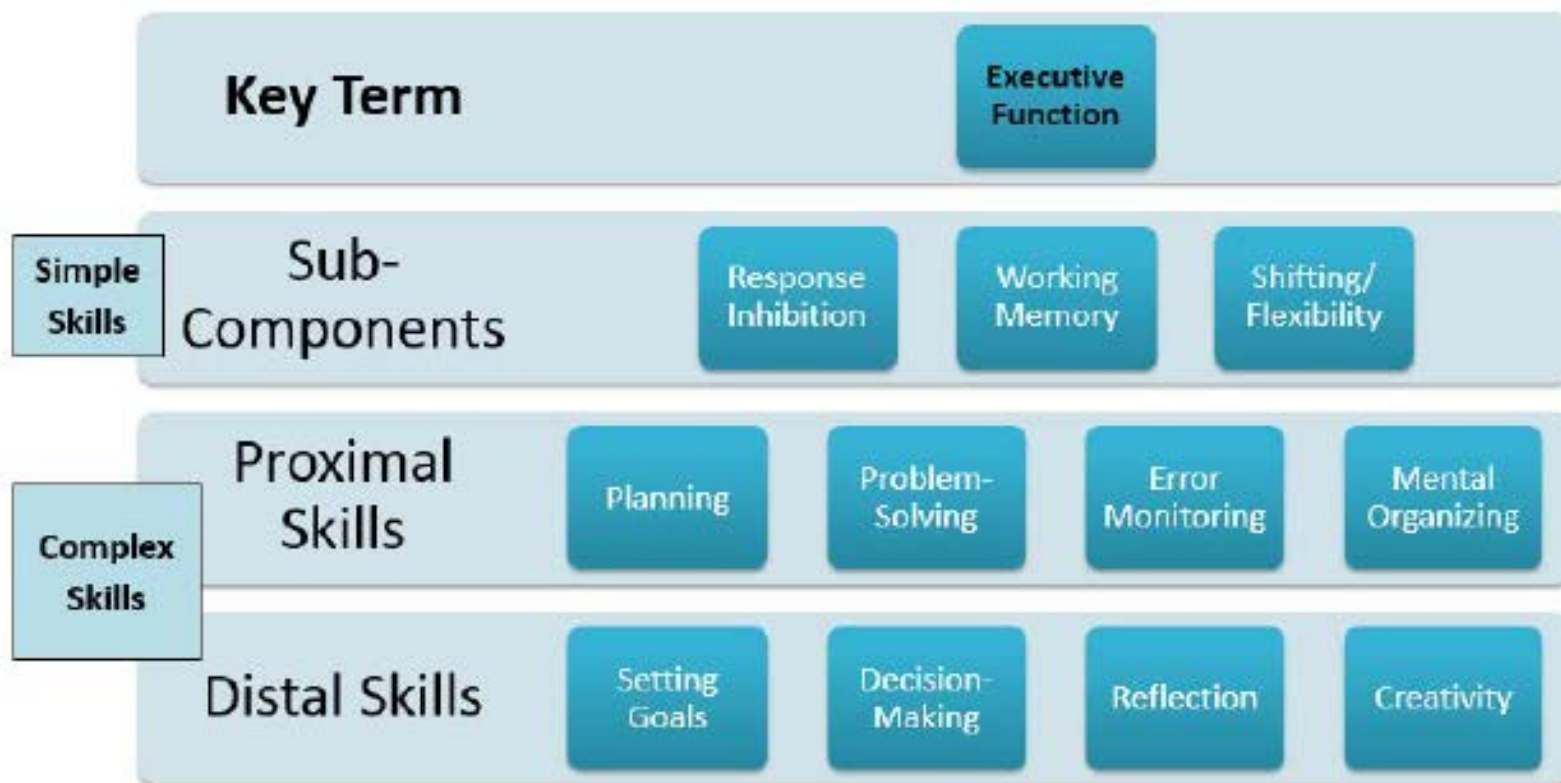 Key Term
Executive
Function
Simple
Skills
Sub-
Components
Response
Inhibition
Working
Memory
Shifting/
Flexibility
Complex
Skills
Proximal
Skills
Planning
Problem-
Solving
Error
Monitoring
Mental
Organizing
Distal Skills
Setting
Goals
Decision-
Making
Reflection
Creativity